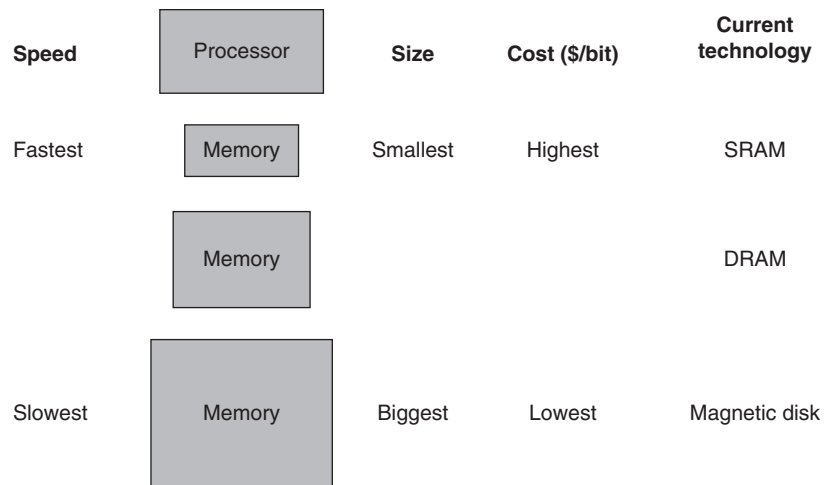 Speed Processor Size Cost ($/bit) Current
technology
Fastest Memory Smallest Highest SRAM
Memory DRAM
Slowest Memory Biggest Lowest Magnetic disk